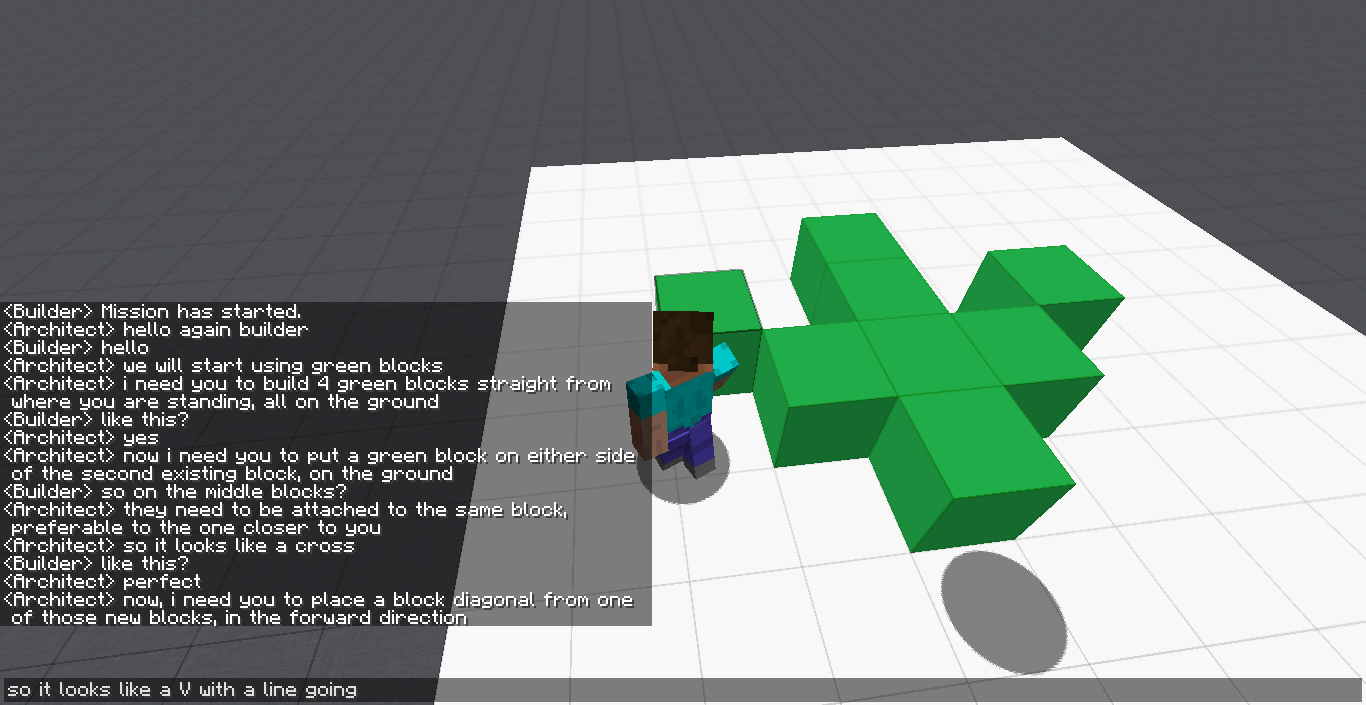 <Builder> Mission has started.
<Architect> hello again builder
<Builder> hello
<Architect> we will start using green blocks
<Architect> i need you to build 4 green blocks straight from
where you are standing, all on the ground
<Builder> like this?
<Architect> yes
<Architect> now i need you to put a green block on either side
of the second existing block, on the ground
<Builder> so on the middle blocks?
<Architect> they need to be attached to the same block,
preferable to the one closer to you
<Architect> so it looks like a cross
<Builder> like this?
<Architect> perfect
<Architect> now, i need you to place a block diagonal from one
of those new blocks, in the forward direction
so it looks like a V with a line going